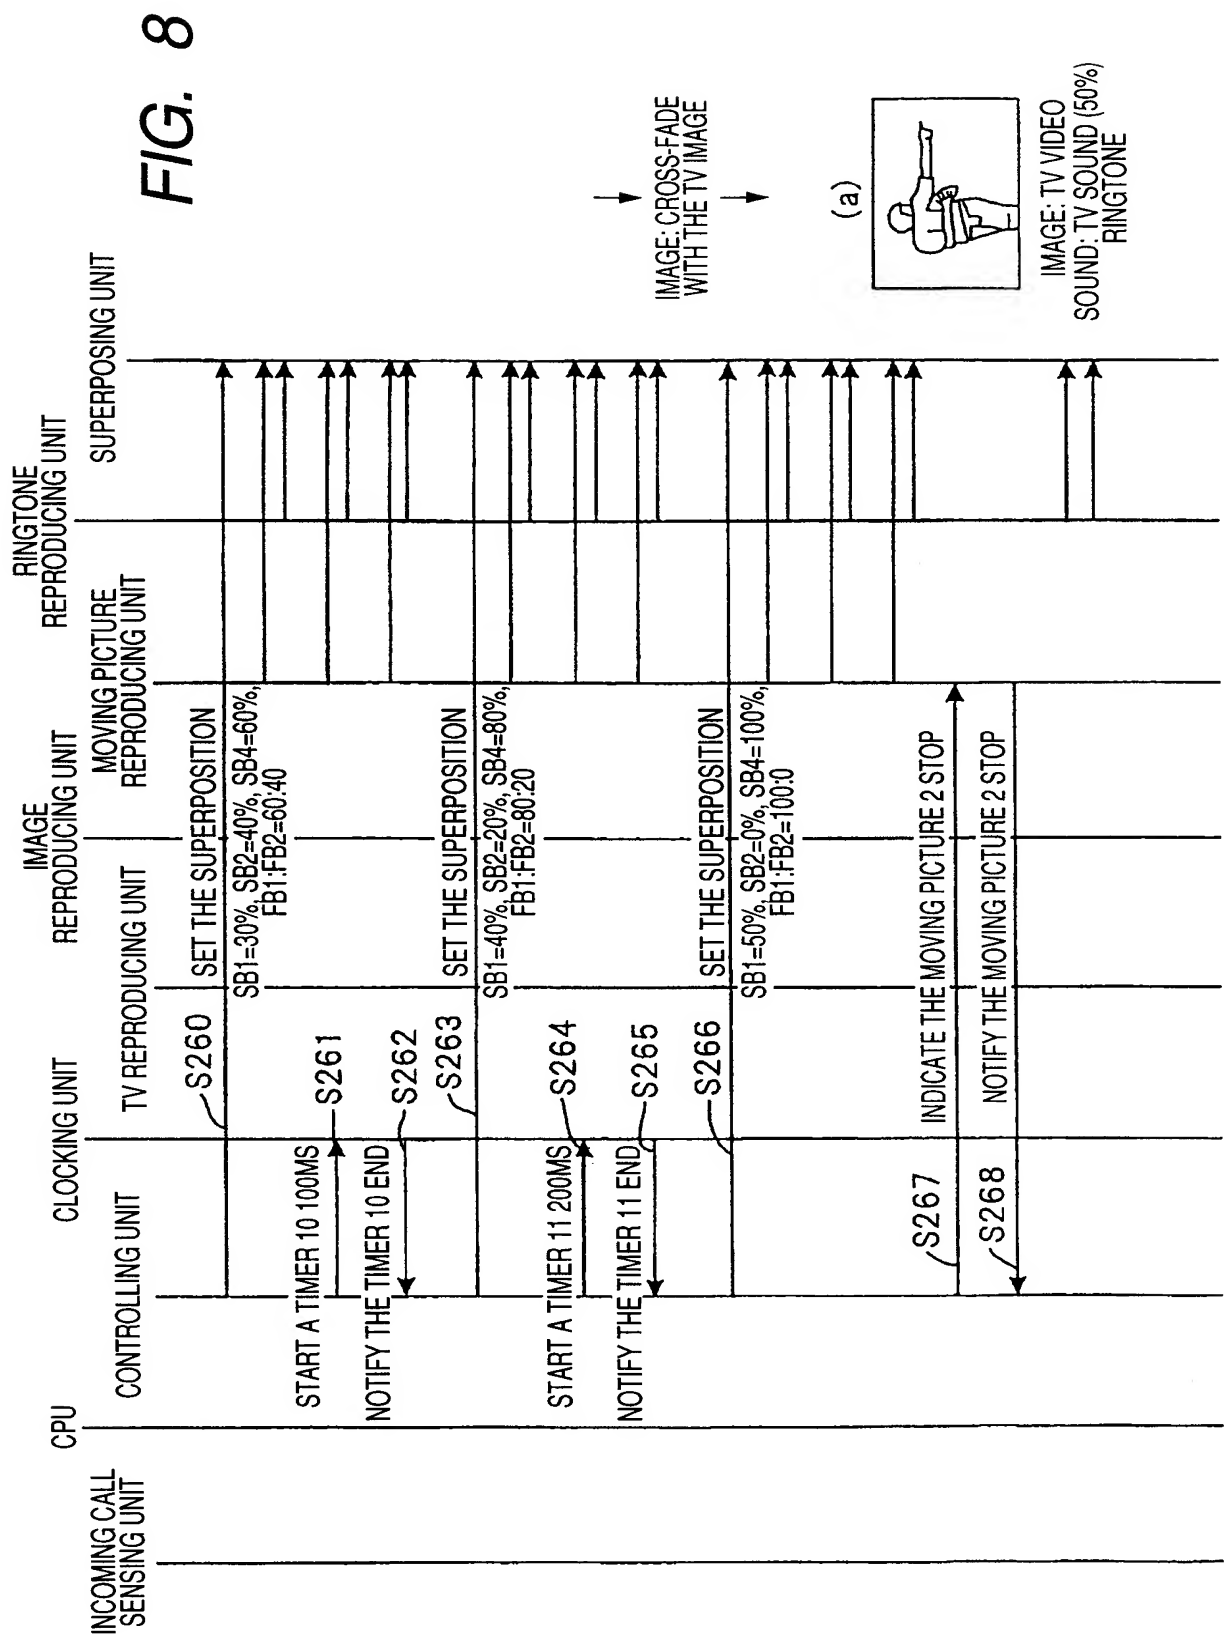 FIG. 8
INCOMING CALL
SENSING UNIT
CPU
CONTROLLING UNIT
CLOCKING UNIT
TV REPRODUCING UNIT
IMAGE
REPRODUCING UNIT
MOVING PICTURE
REPRODUCING UNIT
RINGTONE
REPRODUCING UNIT
SUPERPOSING UNIT
S260
SET THE SUPERPOSITION
SB1=30%, SB2=40%, SB4=60%,
FB1:FB2=60:40
START A TIMER 10 100MS
S261
NOTIFY THE TIMER 10 END
S262
S263
SET THE SUPERPOSITION
SB1=40%, SB2=20%, SB4=80%,
FB1:FB2=80:20
START A TIMER 11 200MS
S264
NOTIFY THE TIMER 11 END
S265
S266
SET THE SUPERPOSITION
SB1=50%, SB2=0%, SB4=100%,
FB1:FB2=100:0
S267
INDICATE THE MOVING PICTURE 2 STOP
S268
NOTIFY THE MOVING PICTURE 2 STOP
IMAGE: CROSS-FADE
WITH THE TV IMAGE
(a)
IMAGE: TV VIDEO
SOUND: TV SOUND (50%)
RINGTONE